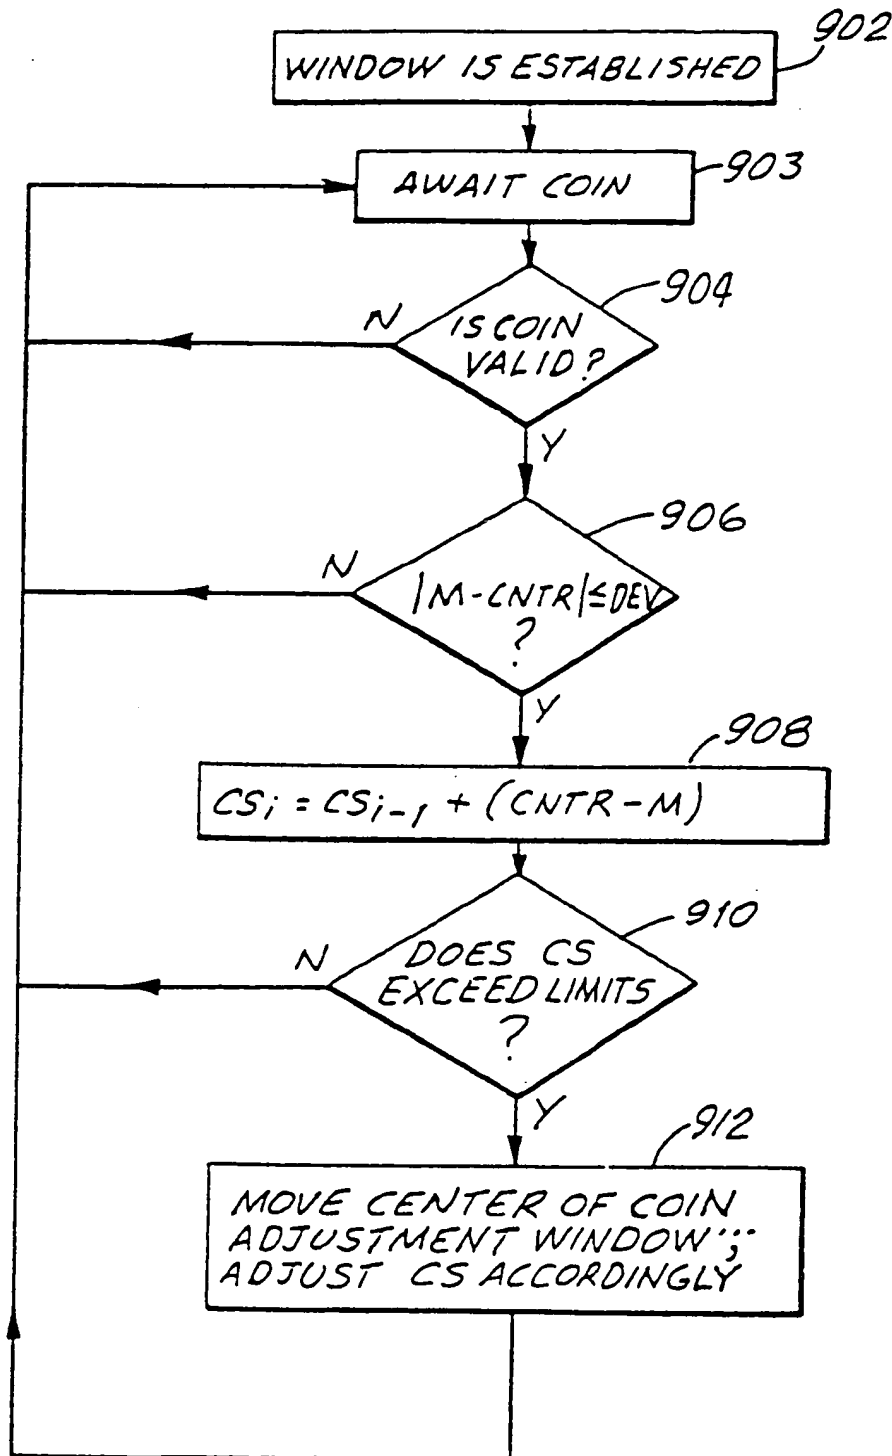 902
WINDOW IS ESTABLISHED
903
AWAIT COIN
904
N
IS COIN
VALID?
Y
906
N
|M-CNTR|≤DEV
?
Y
908
CSi = CSi-1 + (CNTR-M)
910
N
DOES CS
EXCEED LIMITS
?
Y
912
MOVE CENTER OF COIN
ADJUSTMENT WINDOW;
ADJUST CS ACCORDINGLY